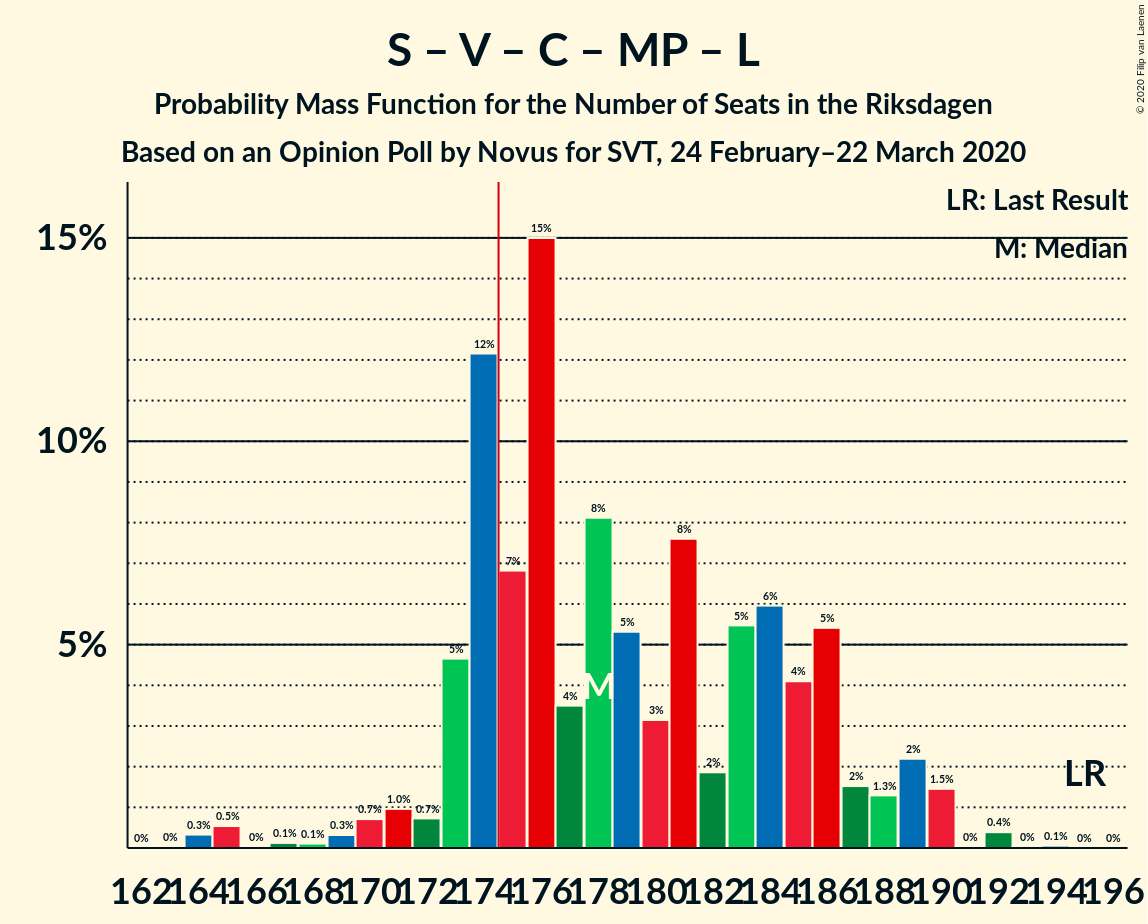 S – V – C – MP – L
Probability Mass Function for the Number of Seats in the Riksdagen
Based on an Opinion Poll by Novus for SVT, 24 February–22 March 2020
© 2020 Filip van Laenen
LR: Last Result
M: Median
15%
10%
5%
0% 0% 0.3% 0.5% 0% 0.1% 0.1% 0.3% 0.7% 1.0% 0.7% 5% 12% 7% 15% 4% 8% 5% 3% 8% 2% 5% 6% 4% 5% 2% 1.3% 2% 1.5% 0% 0.4% 0% 0.1% 0% 0%
M
LR
162 164 166 168 170 172 174 176 178 180 182 184 186 188 190 192 194 196